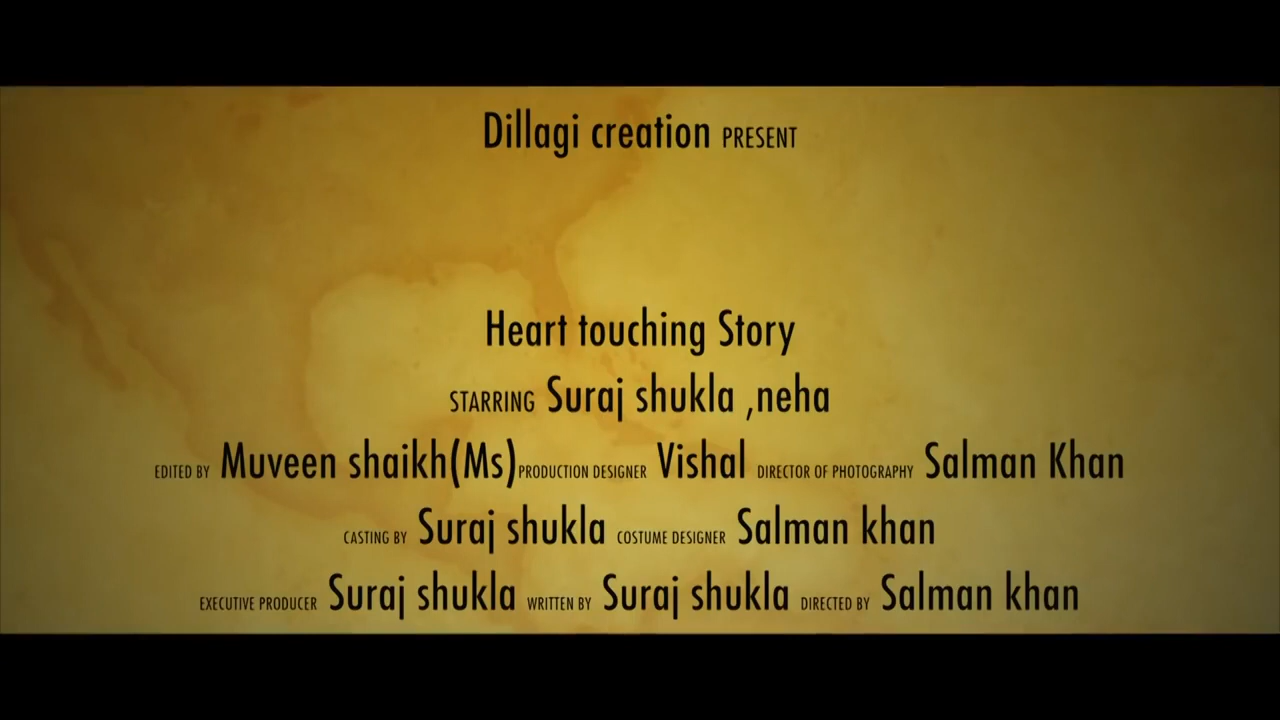 Dillagi creation PRESENT
Heart touching Story
STARRING Suraj shukla ,neha
EDITED BY Muveen shaikh(Ms)PRODUCTION DESIGNER Vishal DIRECTOR OF PHOTOGRAPHY Salman Khan
CASTING BY Suraj shukla COSTUME DESIGNER Salman khan
EXECUTIVE PRODUCER Suraj shukla WRITTEN BY Suraj shukla DIRECTED BY Salman khan